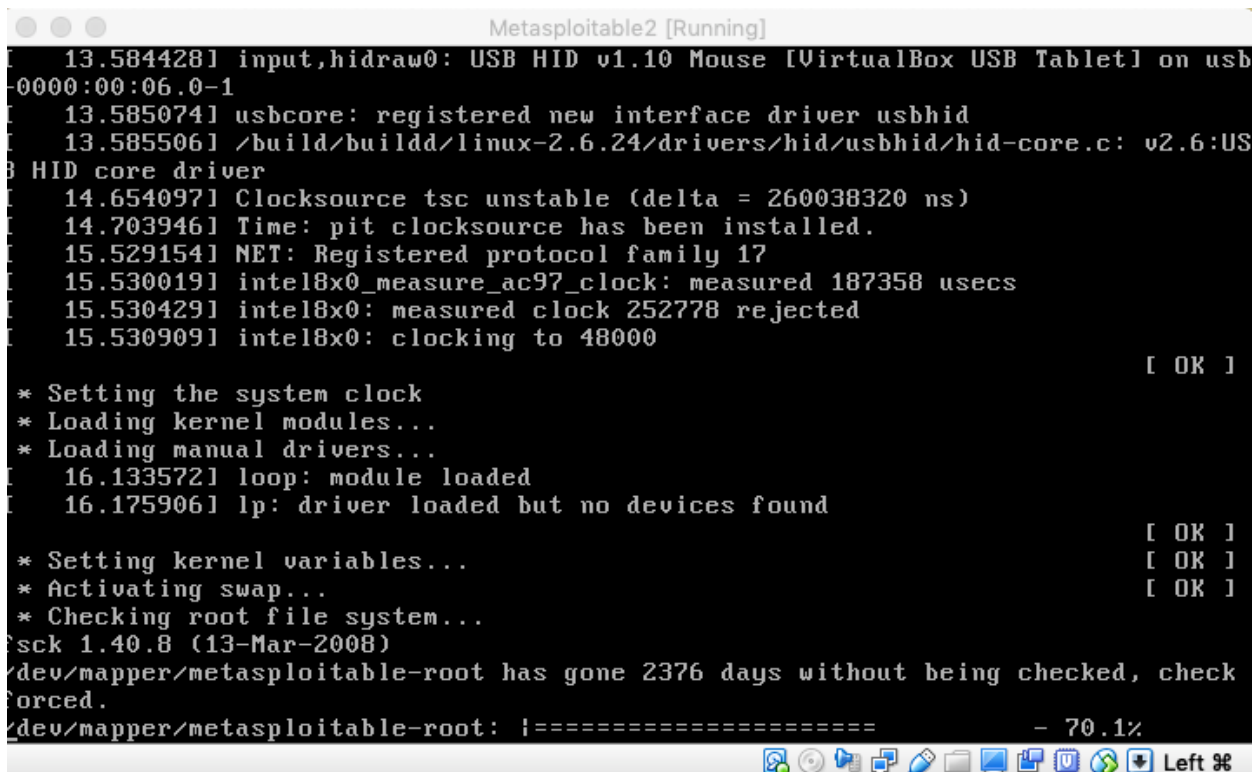 Metasploitable2 [Running]
[   13.584428] input,hidraw0: USB HID v1.10 Mouse [VirtualBox USB Tablet] on usb
-0000:00:06.0-1
[   13.585074] usbcore: registered new interface driver usbhid
[   13.585506] /build/buildd/linux-2.6.24/drivers/hid/usbhid/hid-core.c: v2.6:US
B HID core driver
[   14.654097] Clocksource tsc unstable (delta = 260038320 ns)
[   14.703946] Time: pit clocksource has been installed.
[   15.529154] NET: Registered protocol family 17
[   15.530019] intel8x0_measure_ac97_clock: measured 187358 usecs
[   15.530429] intel8x0: measured clock 252778 rejected
[   15.530909] intel8x0: clocking to 48000
[ OK ]
* Setting the system clock
* Loading kernel modules...
* Loading manual drivers...
[   16.133572] loop: module loaded
[   16.175906] lp: driver loaded but no devices found
[ OK ]
* Setting kernel variables... [ OK ]
* Activating swap... [ OK ]
* Checking root file system...
fsck 1.40.8 (13-Mar-2008)
/dev/mapper/metasploitable-root has gone 2376 days without being checked, check
forced.
/dev/mapper/metasploitable-root: |====================== - 70.1%
Left ⌘